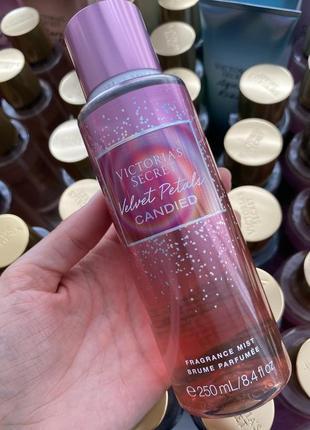 VICTORIA'S
SECRET
Velvet Petals
CANDIED
FRAGRANCE MIST
BRUME PARFUMÉE
℮ 250 mL/8.4 fl oz